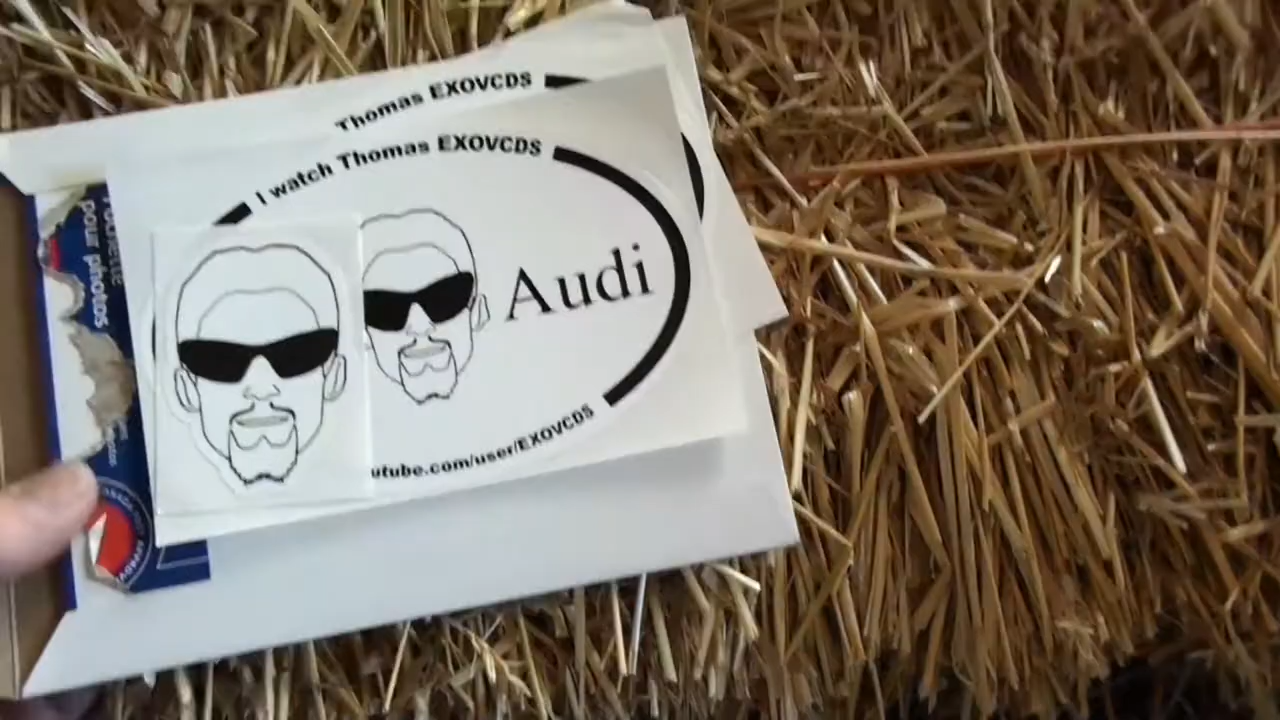 Thomas EXOVCDS
I watch Thomas EXOVCDS
Audi
utube.com/user/EXOVCDS
pour photos